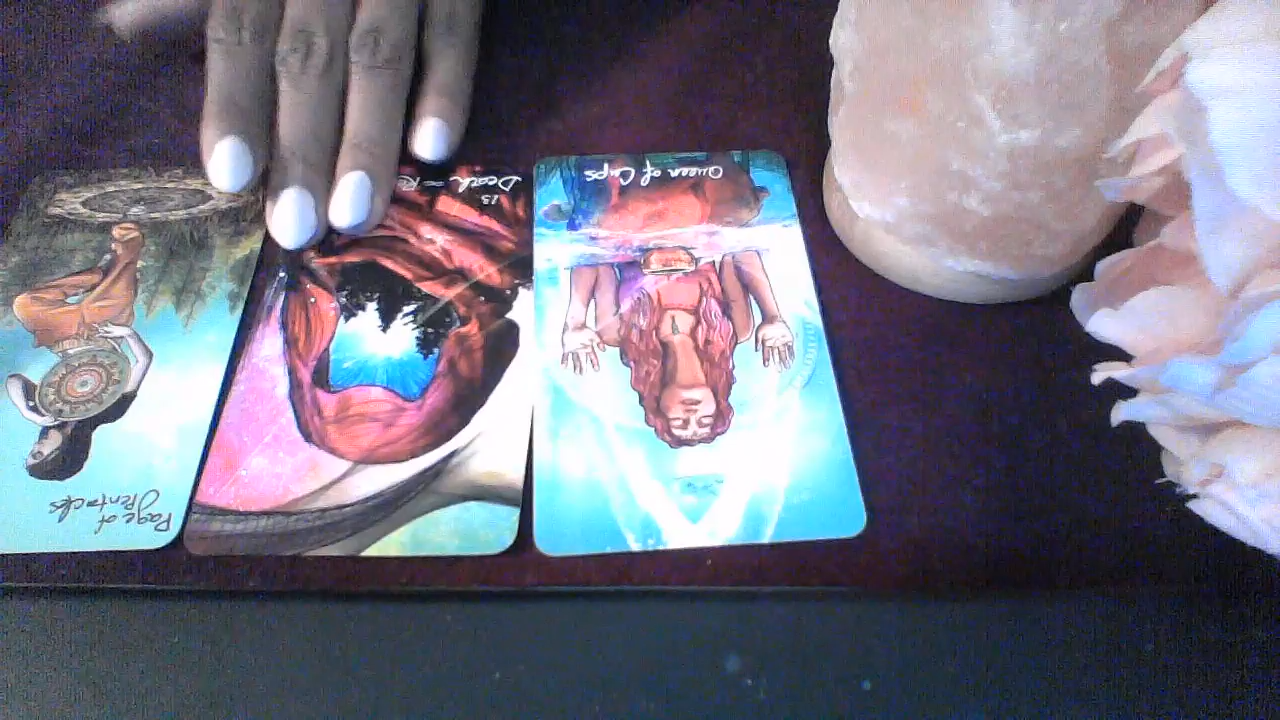 Page of
Pentacles
13
Death
Queen of Cups